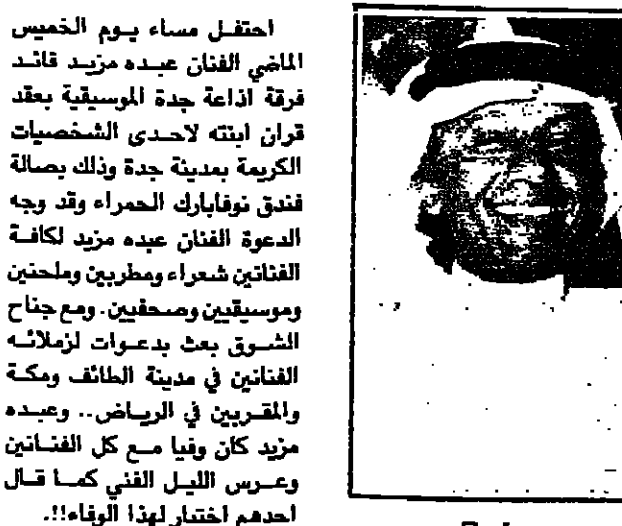 احتفل مساء يوم الخميس
الماضي الفنان عبده مزيد قائد
فرقة اذاعة جدة الموسيقية بعقد
قران ابنته لاحدى الشخصيات
الكريمة بمدينة جدة وذلك بصالة
فندق نوفابارك الحمراء وقد وجه
الدعوة الفنان عبده مزيد لكافة
الفنانين شعراء ومطربين وملحنين
وموسيقيين وصحفيين. ومع جناح
الشوق بعث بدعوات لزملائه
الفنانين في مدينة الطائف ومكة
والمقربين في الرياض.. وعبده
مزيد كان وفيا مع كل الفنانين
وعرس الليل الفني كما قال
احدهم اختبار لهذا الوفاء!!.